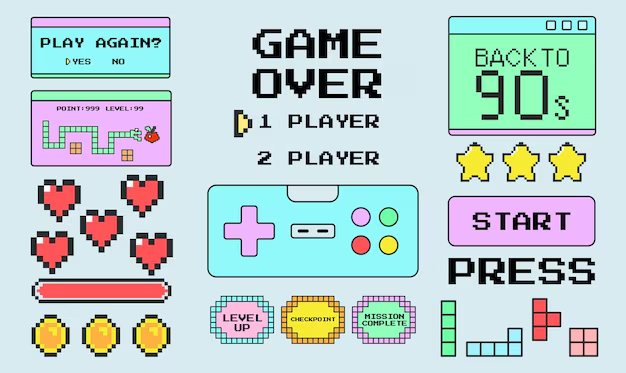 PLAY AGAIN?
YES NO
POINT:999 LEVEL:99
GAME
OVER
1 PLAYER
2 PLAYER
BACK TO
90s
START
PRESS
LEVEL
UP
CHECKPOINT
MISSION
COMPLETE